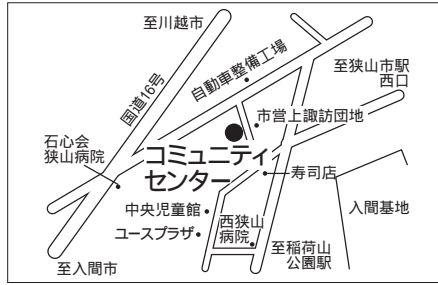 至川越市
国道16号
自動車整備工場
至狭山市駅
西口
市営上諏訪団地
石心会
狭山病院
コミュニティ
センター
寿司店
中央児童館
ユースプラザ
西狭山
病院
入間基地
至稲荷山
公園駅
至入間市